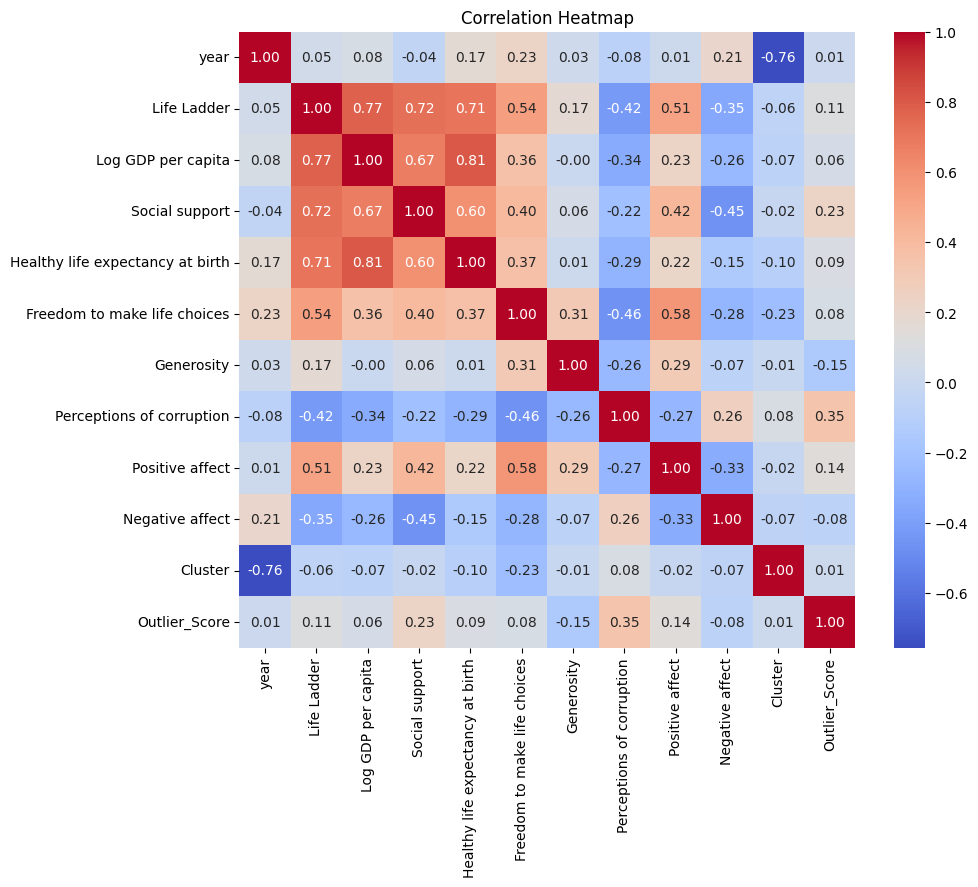 Correlation Heatmap
year 1.00 0.05 0.08 -0.04 0.17 0.23 0.03 -0.08 0.01 0.21 -0.76 0.01
Life Ladder 0.05 1.00 0.77 0.72 0.71 0.54 0.17 -0.42 0.51 -0.35 -0.06 0.11
Log GDP per capita 0.08 0.77 1.00 0.67 0.81 0.36 -0.00 -0.34 0.23 -0.26 -0.07 0.06
Social support -0.04 0.72 0.67 1.00 0.60 0.40 0.06 -0.22 0.42 -0.45 -0.02 0.23
Healthy life expectancy at birth 0.17 0.71 0.81 0.60 1.00 0.37 0.01 -0.29 0.22 -0.15 -0.10 0.09
Freedom to make life choices 0.23 0.54 0.36 0.40 0.37 1.00 0.31 -0.46 0.58 -0.28 -0.23 0.08
Generosity 0.03 0.17 -0.00 0.06 0.01 0.31 1.00 -0.26 0.29 -0.07 -0.01 -0.15
Perceptions of corruption -0.08 -0.42 -0.34 -0.22 -0.29 -0.46 -0.26 1.00 -0.27 0.26 0.08 0.35
Positive affect 0.01 0.51 0.23 0.42 0.22 0.58 0.29 -0.27 1.00 -0.33 -0.02 0.14
Negative affect 0.21 -0.35 -0.26 -0.45 -0.15 -0.28 -0.07 0.26 -0.33 1.00 -0.07 -0.08
Cluster -0.76 -0.06 -0.07 -0.02 -0.10 -0.23 -0.01 0.08 -0.02 -0.07 1.00 0.01
Outlier_Score 0.01 0.11 0.06 0.23 0.09 0.08 -0.15 0.35 0.14 -0.08 0.01 1.00
year
Life Ladder
Log GDP per capita
Social support
Healthy life expectancy at birth
Freedom to make life choices
Generosity
Perceptions of corruption
Positive affect
Negative affect
Cluster
Outlier_Score
1.0
0.8
0.6
0.4
0.2
0.0
−0.2
−0.4
−0.6